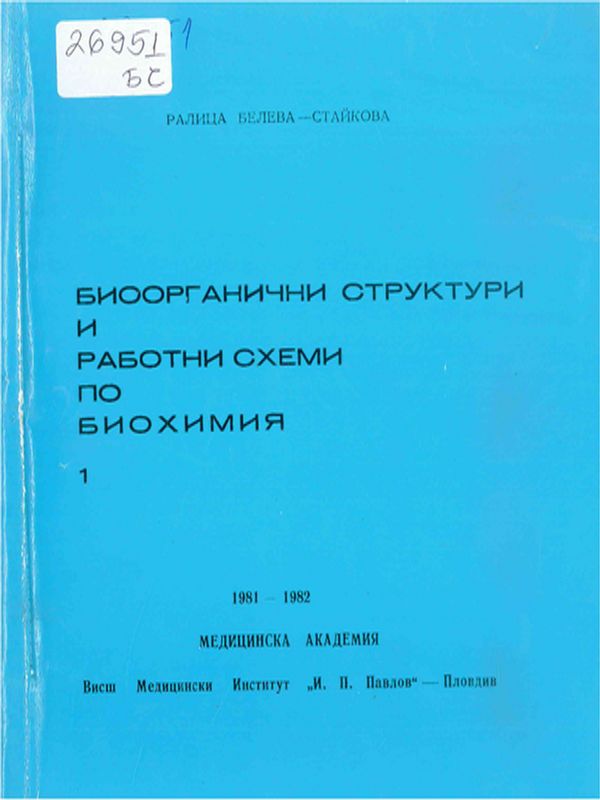 26951
БС
РАЛИЦА БЕЛЕВА—СТАЙКОВА
БИООРГАНИЧНИ СТРУКТУРИ
И
РАБОТНИ СХЕМИ
ПО
БИОХИМИЯ
1
1981 — 1982
МЕДИЦИНСКА АКАДЕМИЯ
Висш Медицински Институт „И. П. Павлов“ — Пловдив